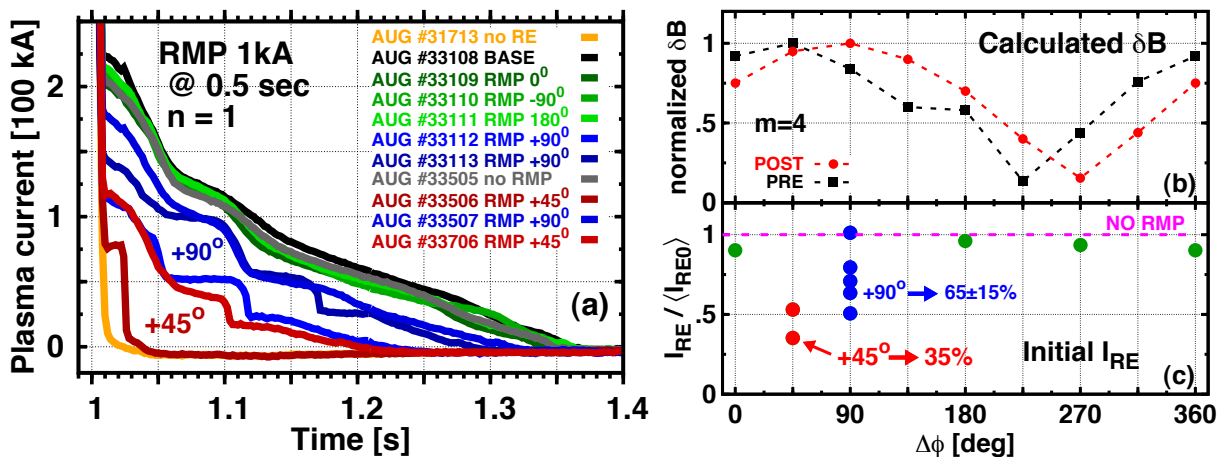 RMP 1kA
@ 0.5 sec
n = 1
AUG #31713 no RE
AUG #33108 BASE
AUG #33109 RMP 0⁰
AUG #33110 RMP -90⁰
AUG #33111 RMP 180⁰
AUG #33112 RMP +90⁰
AUG #33113 RMP +90⁰
AUG #33505 no RMP
AUG #33506 RMP +45⁰
AUG #33507 RMP +90⁰
AUG #33706 RMP +45⁰
+90⁰
+45⁰
(a)
Plasma current [100 kA]
2
1
0
1
1.1
1.2
1.3
1.4
Time [s]
Calculated δB
normalized δB
1
.5
0
m=4
POST
PRE
(b)
NO RMP
I_RE / ⟨I_RE0⟩
1
0.5
0
+90⁰ 65±15%
+45⁰ 35%
Initial I_RE
(c)
0
90
180
270
360
Δϕ [deg]